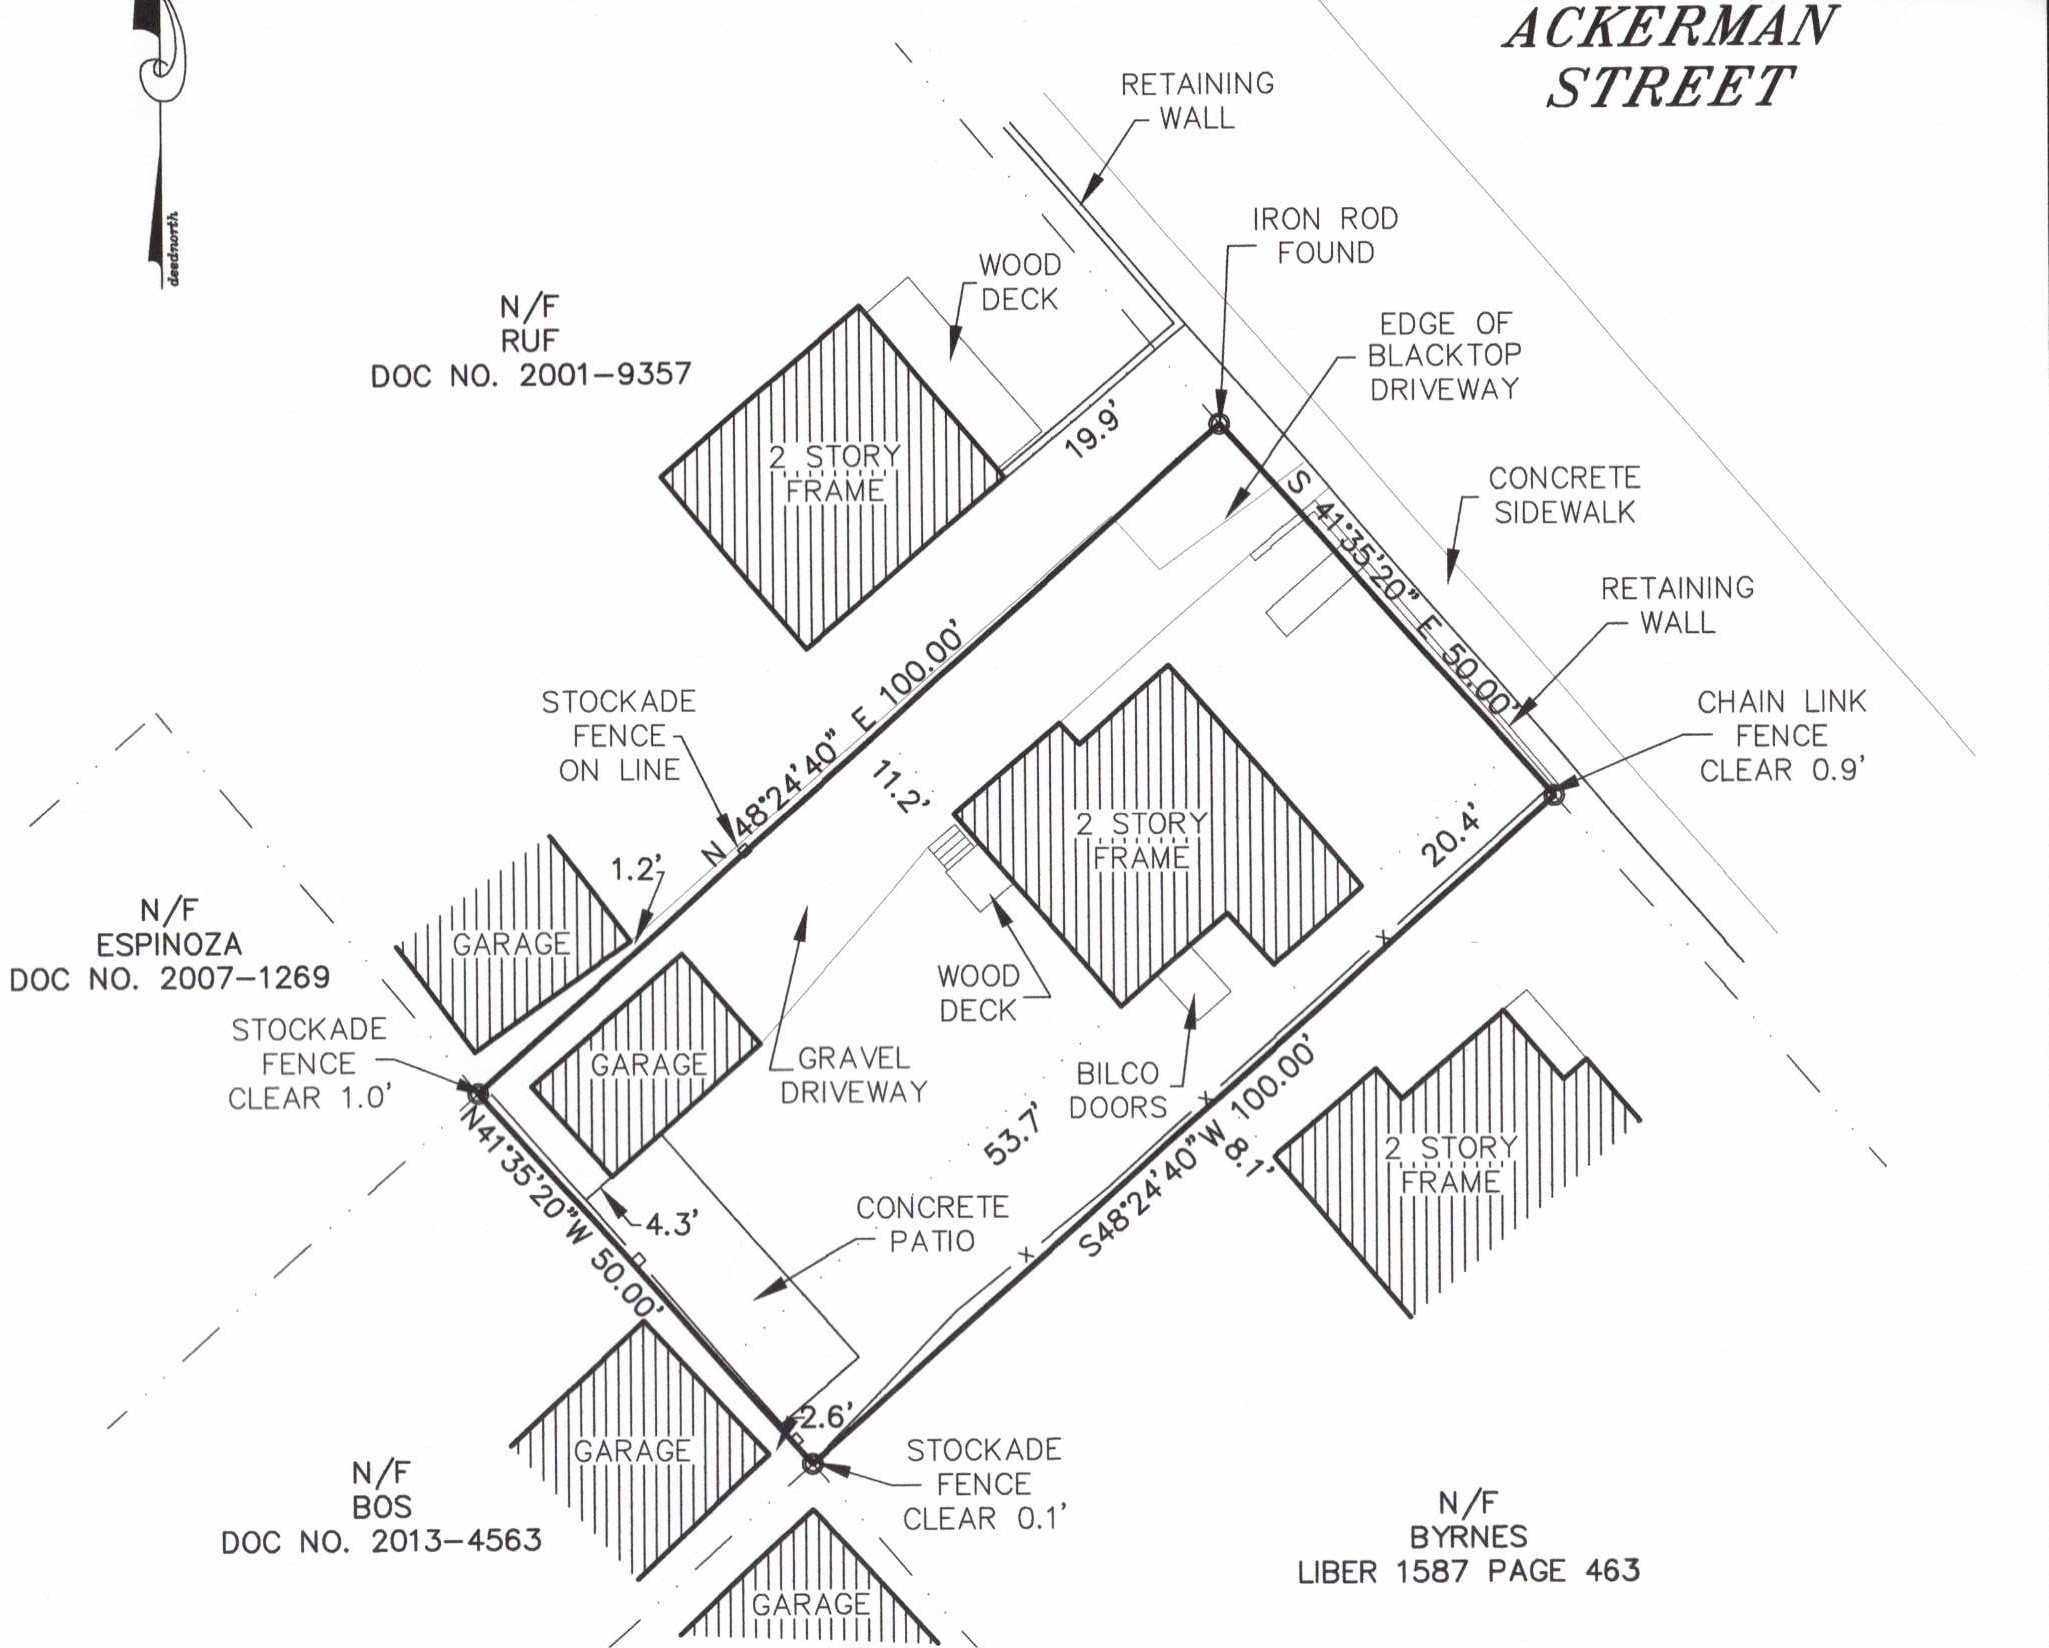 ACKERMAN
STREET
deednorth
RETAINING
WALL
IRON ROD
FOUND
WOOD
DECK
N/F
RUF
DOC NO. 2001-9357
EDGE OF
BLACKTOP
DRIVEWAY
19.9'
2 STORY
FRAME
CONCRETE
SIDEWALK
S 41°35'20" E 50.00'
RETAINING
WALL
STOCKADE
FENCE
ON LINE
N 48°24'40" E 100.00'
CHAIN LINK
FENCE
CLEAR 0.9'
11.2'
2 STORY
FRAME
20.4'
1.2'
N/F
ESPINOZA
DOC NO. 2007-1269
GARAGE
WOOD
DECK
STOCKADE
FENCE
CLEAR 1.0'
GARAGE
GRAVEL
DRIVEWAY
BILCO
DOORS
53.7'
S48°24'40"W 100.00'
8.1'
2 STORY
FRAME
N41°35'20"W 50.00'
4.3'
CONCRETE
PATIO
2.6'
GARAGE
STOCKADE
FENCE
CLEAR 0.1'
N/F
BOS
DOC NO. 2013-4563
N/F
BYRNES
LIBER 1587 PAGE 463
GARAGE